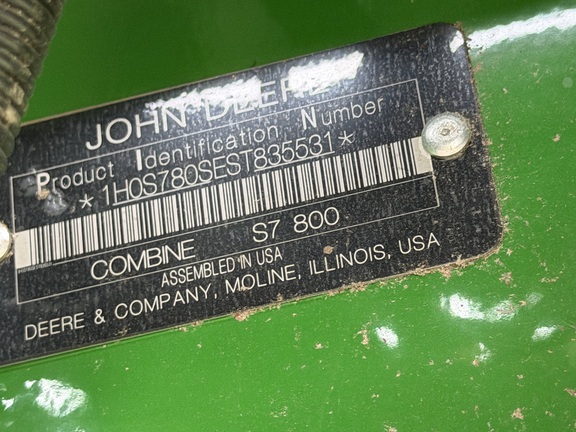 JOHN DEERE
Product Identification Number
*1H0S780SEST835531*
COMBINE S7 800
ASSEMBLED IN USA
DEERE & COMPANY, MOLINE, ILLINOIS, USA